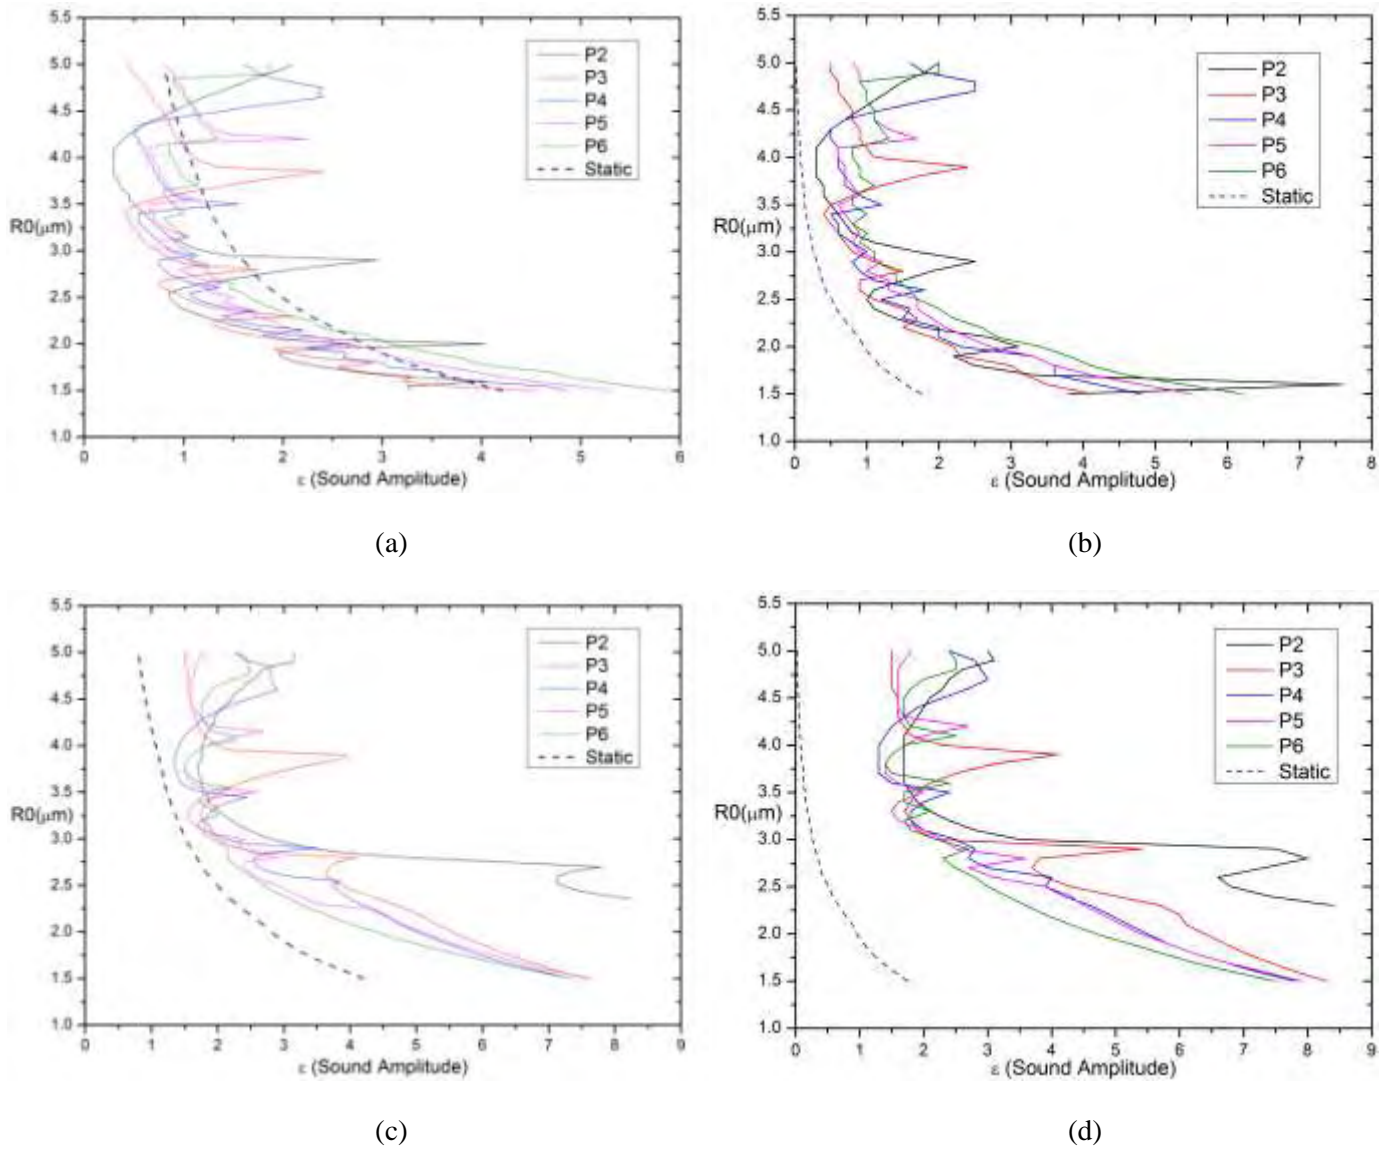 5.5
5.0
4.5
4.0
3.5
R0(μm)
3.0
2.5
2.0
1.5
1.0
P2
P3
P4
P5
P6
Static
0 1 2 3 4 5 6
ε (Sound Amplitude)
(a)
5.5
5.0
4.5
4.0
3.5
R0(μm)
3.0
2.5
2.0
1.5
1.0
P2
P3
P4
P5
P6
Static
0 1 2 3 4 5 6 7 8
ε (Sound Amplitude)
(b)
5.5
5.0
4.5
4.0
3.5
R0(μm)
3.0
2.5
2.0
1.5
1.0
P2
P3
P4
P5
P6
Static
0 1 2 3 4 5 6 7 8 9
ε (Sound Amplitude)
(c)
5.5
5.0
4.5
4.0
3.5
R0(μm)
3.0
2.5
2.0
1.5
1.0
P2
P3
P4
P5
P6
Static
0 1 2 3 4 5 6 7 8 9
ε (Sound Amplitude)
(d)